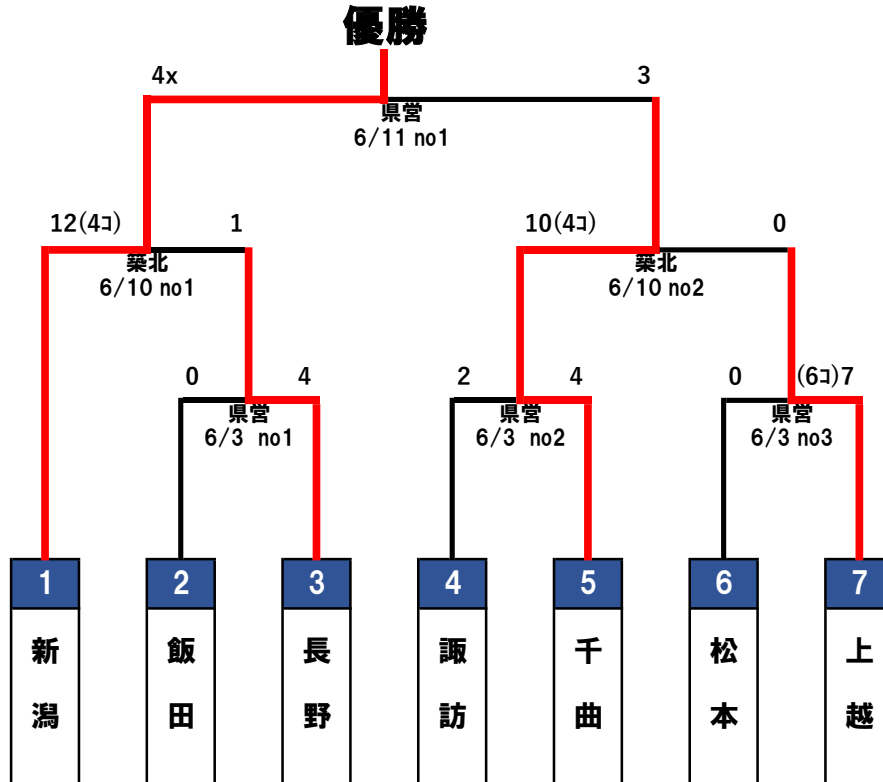 優勝
4x
3
県営
6/11 no1
12(4ｺ)
1
10(4ｺ)
0
築北
6/10 no1
築北
6/10 no2
0
4
2
4
0
(6ｺ)7
県営
6/3 no1
県営
6/3 no2
県営
6/3 no3
1
2
3
4
5
6
7
新潟
飯田
長野
諏訪
千曲
松本
上越